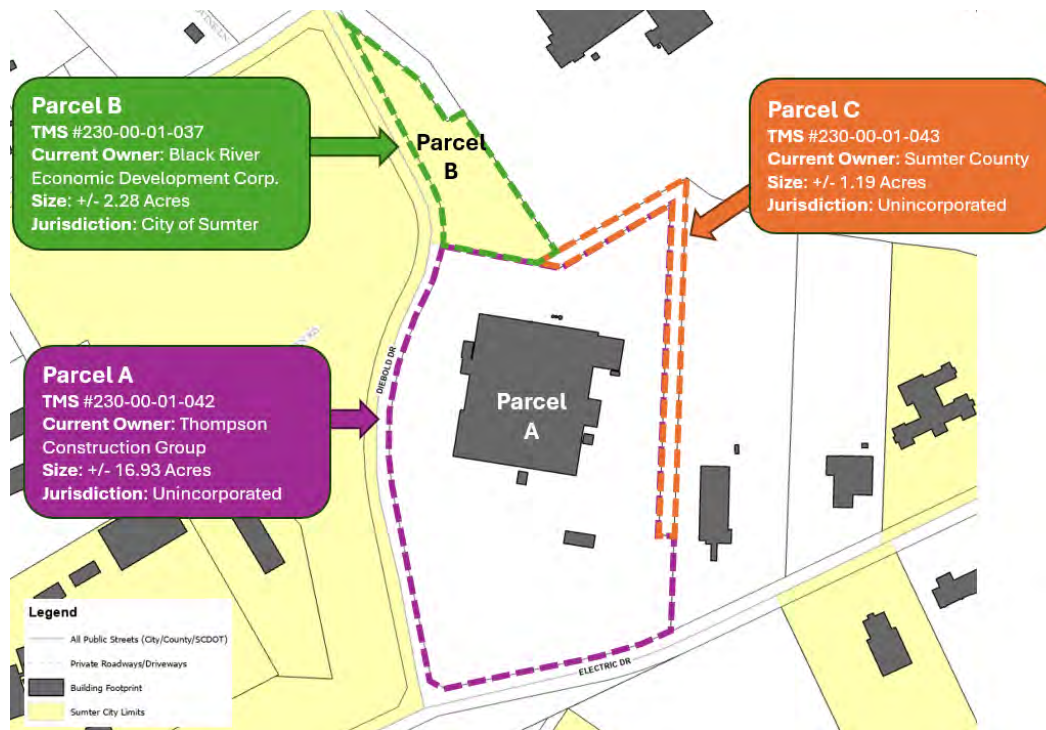 Parcel B
TMS #230-00-01-037
Current Owner: Black River
Economic Development Corp.
Size: +/- 2.28 Acres
Jurisdiction: City of Sumter
Parcel
B
Parcel C
TMS #230-00-01-043
Current Owner: Sumter County
Size: +/- 1.19 Acres
Jurisdiction: Unincorporated
Parcel A
TMS #230-00-01-042
Current Owner: Thompson
Construction Group
Size: +/- 16.93 Acres
Jurisdiction: Unincorporated
DIEBOLD DR
Parcel
A
ELECTRIC DR
Legend
All Public Streets (City/County/SCDOT)
Private Roadways/Driveways
Building Footprint
Sumter City Limits